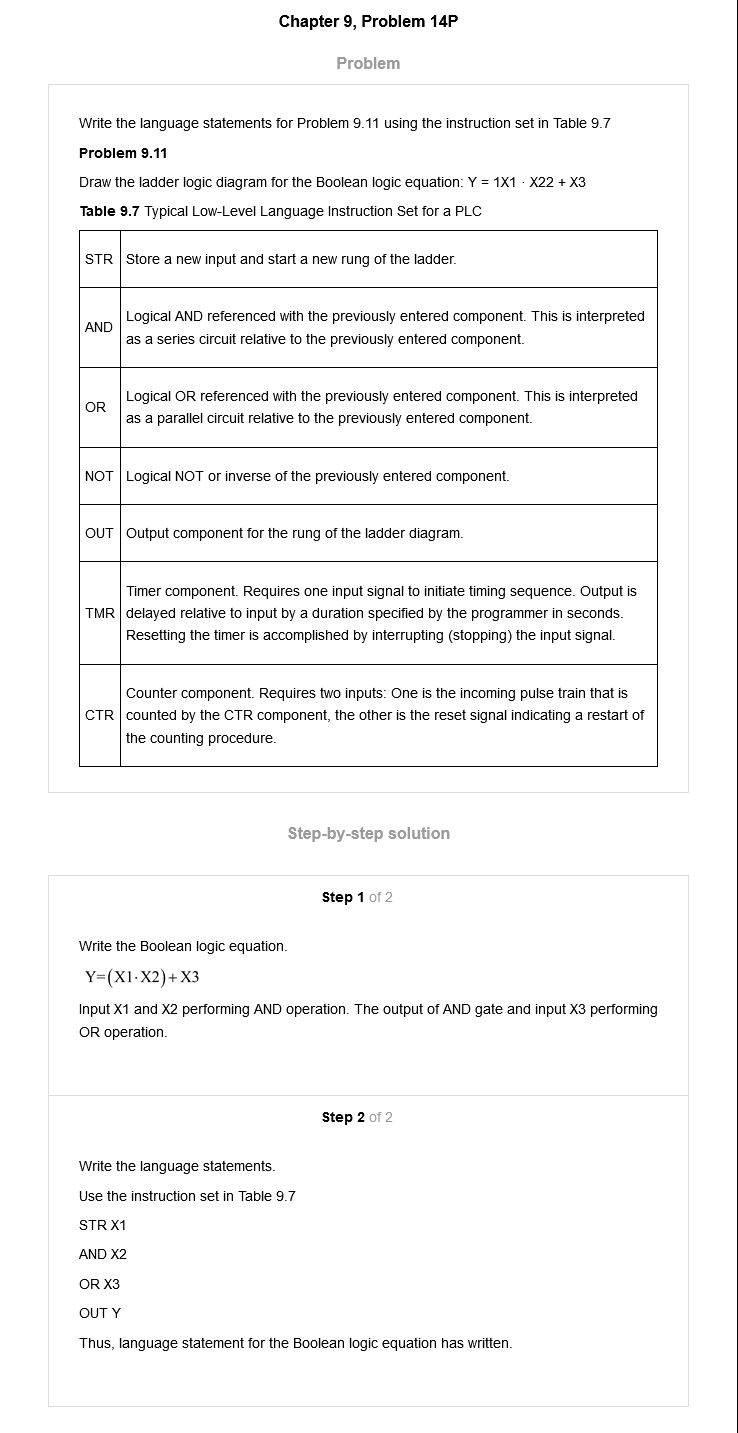 Chapter 9, Problem 14P
Problem
Write the language statements for Problem 9.11 using the instruction set in Table 9.7
Problem 9.11
Draw the ladder logic diagram for the Boolean logic equation: Y = 1X1 · X22 + X3
Table 9.7 Typical Low-Level Language Instruction Set for a PLC
STR Store a new input and start a new rung of the ladder.
AND Logical AND referenced with the previously entered component. This is interpreted
as a series circuit relative to the previously entered component.
OR Logical OR referenced with the previously entered component. This is interpreted
as a parallel circuit relative to the previously entered component.
NOT Logical NOT or inverse of the previously entered component.
OUT Output component for the rung of the ladder diagram.
Timer component. Requires one input signal to initiate timing sequence. Output is
TMR delayed relative to input by a duration specified by the programmer in seconds.
Resetting the timer is accomplished by interrupting (stopping) the input signal.
Counter component. Requires two inputs: One is the incoming pulse train that is
CTR counted by the CTR component, the other is the reset signal indicating a restart of
the counting procedure.
Step-by-step solution
Step 1 of 2
Write the Boolean logic equation.
Y=(X1·X2)+X3
Input X1 and X2 performing AND operation. The output of AND gate and input X3 performing
OR operation.
Step 2 of 2
Write the language statements.
Use the instruction set in Table 9.7
STR X1
AND X2
OR X3
OUT Y
Thus, language statement for the Boolean logic equation has written.